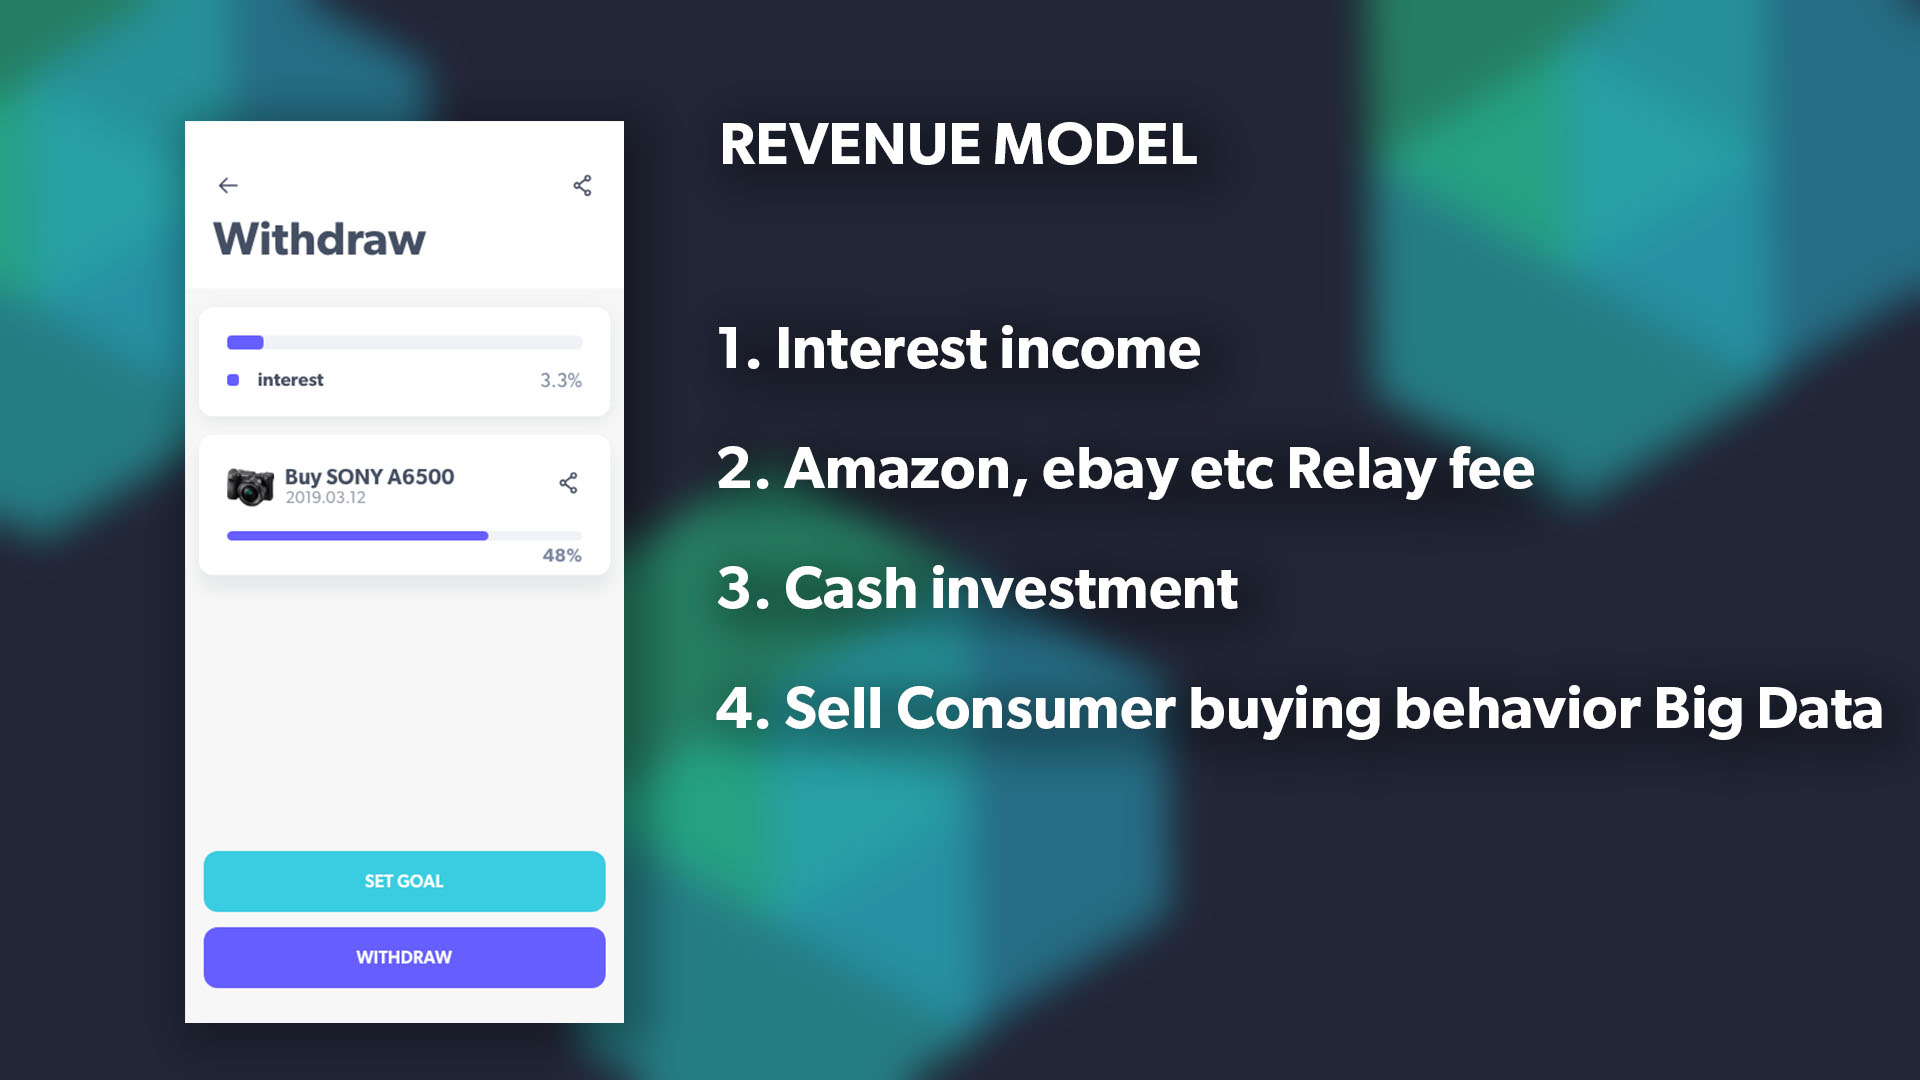 Withdraw
interest 3.3%
Buy SONY A6500
2019.03.12
48%
SET GOAL
WITHDRAW
REVENUE MODEL
1. Interest income
2. Amazon, ebay etc Relay fee
3. Cash investment
4. Sell Consumer buying behavior Big Data